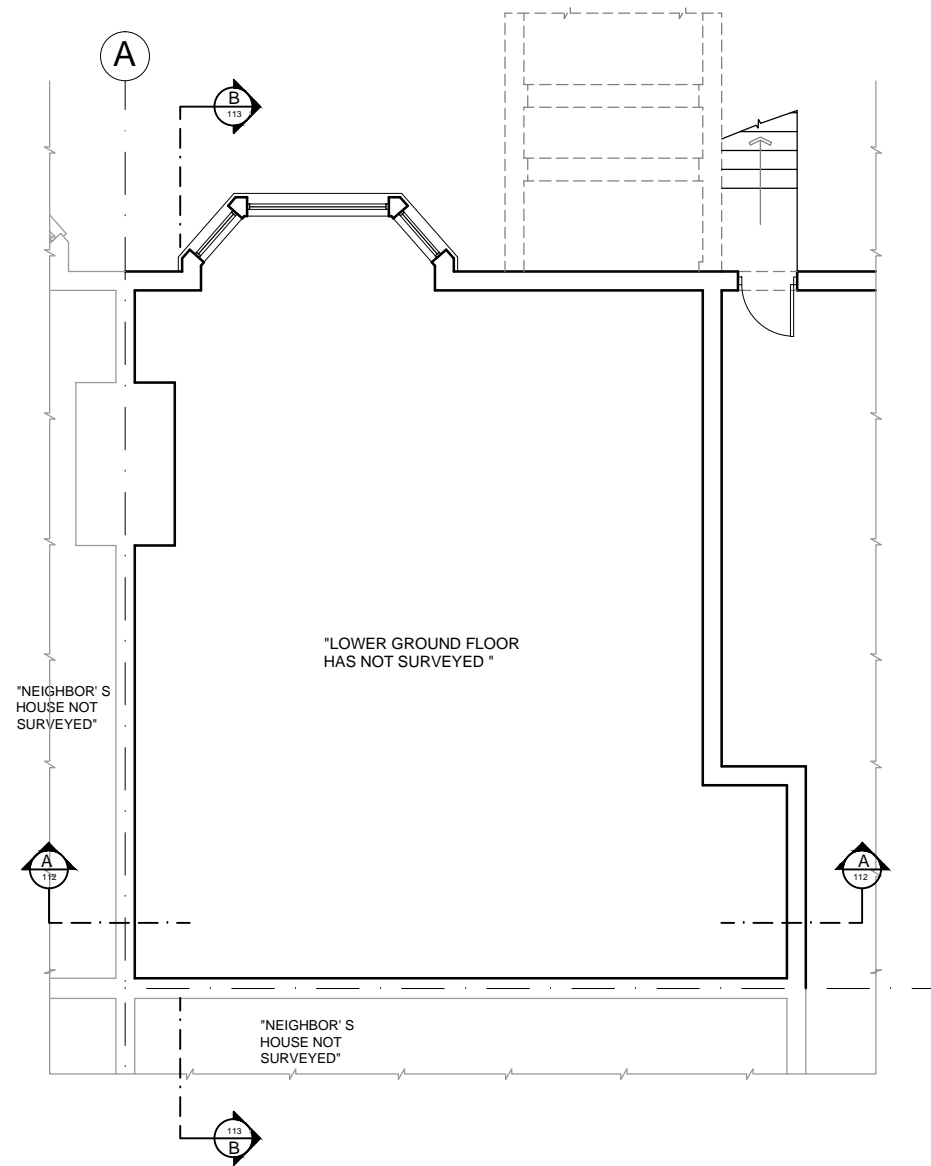 A
B
113
"LOWER GROUND FLOOR
HAS NOT SURVEYED "
"NEIGHBOR' S
HOUSE NOT
SURVEYED"
A
112
A
112
"NEIGHBOR' S
HOUSE NOT
SURVEYED"
113
B